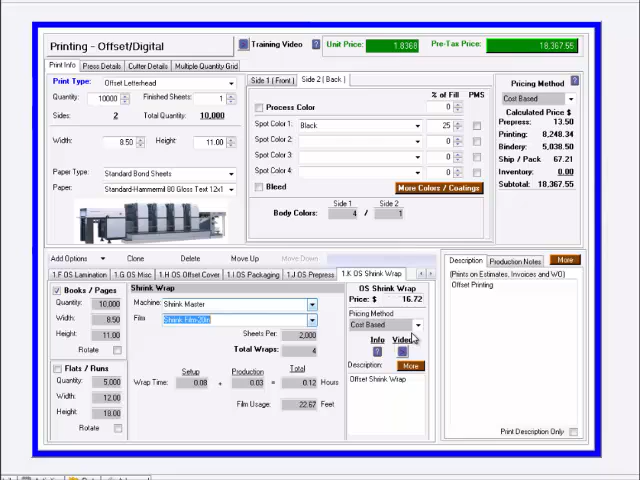 Printing - Offset/Digital
Training Video
?
Unit Price:
1.8368
Pre-Tax Price:
18,367.55
Print Info
Press Details
Cutter Details
Multiple Quantity Grid
Print Type:
Offset Letterhead
Quantity:
10000
Finished Sheets:
1
Sides:
2
Total Quantity:
10,000
Width:
8.50
Height:
11.00
Paper Type:
Standard Bond Sheets
Paper:
Standard-Hammermil 80 Gloss Text 12x1
Side 1 ( Front )
Side 2 ( Back )
% of Fill
PMS
Process Color
0
Spot Color 1:
Black
25
Spot Color 2:
0
Spot Color 3:
0
Spot Color 4:
0
Bleed
More Colors / Coatings
Side 1
Side 2
Body Colors:
4
/
1
Pricing Method
?
Cost Based
Calculated Price $
Prepress:
13.50
Printing:
8,248.34
Bindery:
5,038.50
Ship / Pack
67.21
Inventory:
0.00
Subtotal:
18,367.55
Add Options
Clone
Delete
Move Up
Move Down
1.F OS Lamination
1.G OS Misc
1.H OS Offset Cover
1.I OS Packaging
1.J OS Prepress
1.K OS Shrink Wrap
Books / Pages
Quantity:
10,000
Width:
8.50
Height:
11.00
Rotate
Flats / Runs
Quantity:
5,000
Width:
12.00
Height:
18.00
Rotate
Shrink Wrap
Machine:
Shrink Master
Film
Shrink Film-20in
Sheets Per:
2,000
Total Wraps:
4
Setup
Production
Total
Wrap Time:
0.08
+
0.03
=
0.12
Hours
Film Usage:
22.67
Feet
OS Shrink Wrap
Price: $
16.72
Pricing Method
Cost Based
Info
Video
?
Description:
More
Offset Shrink Wrap
Description
Production Notes
More
(Prints on Estimates, Invoices and WO)
Offset Printing
Print Description Only